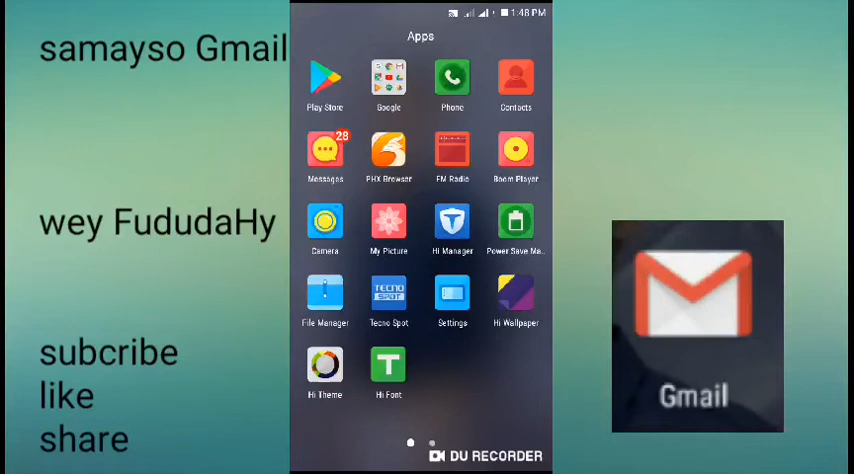 samayso Gmail
wey FududaHy
subcribe
like
share
1:48 PM
Apps
Play Store
Google
Phone
Contacts
28
Messages
PHX Browser
FM Radio
Boom Player
Camera
My Picture
Hi Manager
Power Save Ma..
TECNO
SPOT
File Manager
Tecno Spot
Settings
Hi Wallpaper
T
Hi Theme
Hi Font
DU RECORDER
Gmail